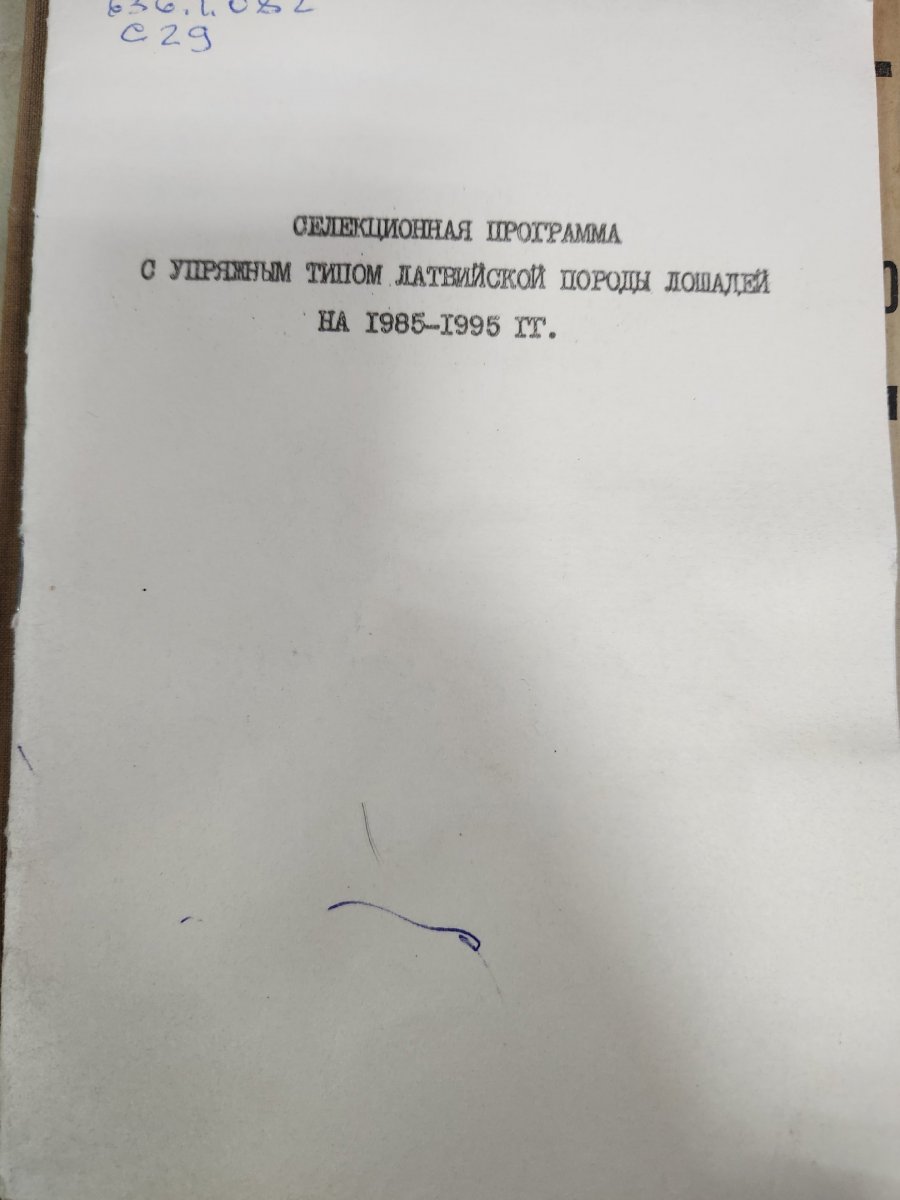 636.1.082
С29
СЕЛЕКЦИОННАЯ ПРОГРАММА
С УПРЯЖНЫМ ТИПОМ ЛАТВИЙСКОЙ ПОРОДЫ ЛОШАДЕЙ
НА 1985-1995 ГГ.